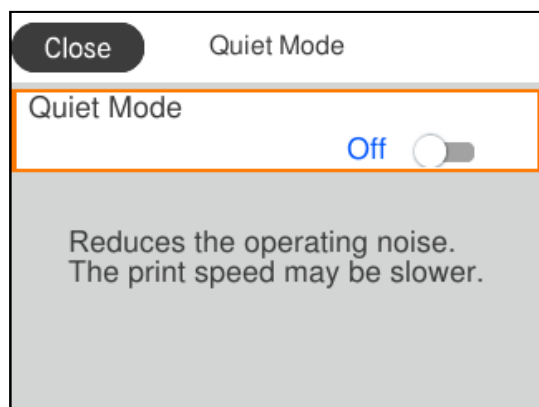 Close Quiet Mode
Quiet Mode
Off
Reduces the operating noise.
The print speed may be slower.